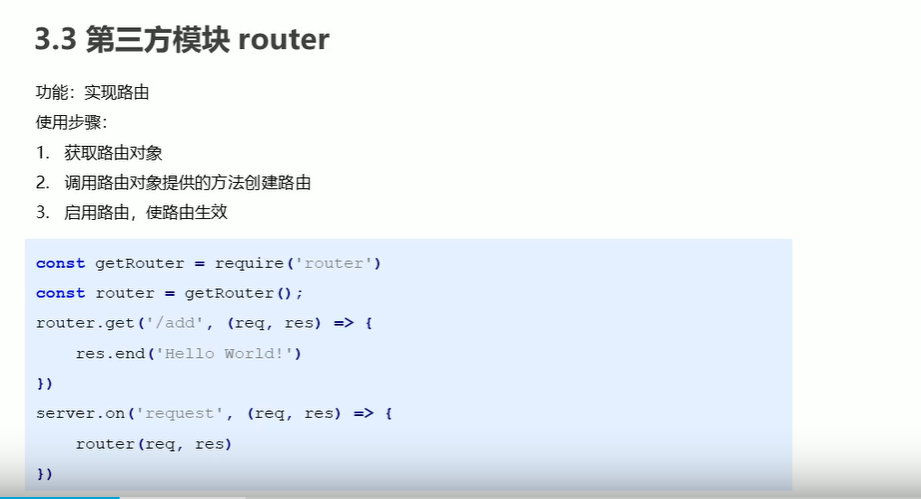 3.3 第三方模块 router
功能：实现路由
使用步骤：
1. 获取路由对象
2. 调用路由对象提供的方法创建路由
3. 启用路由，使路由生效
const getRouter = require('router')
const router = getRouter();
router.get('/add', (req, res) => {
    res.end('Hello World!')
})
server.on('request', (req, res) => {
    router(req, res)
})